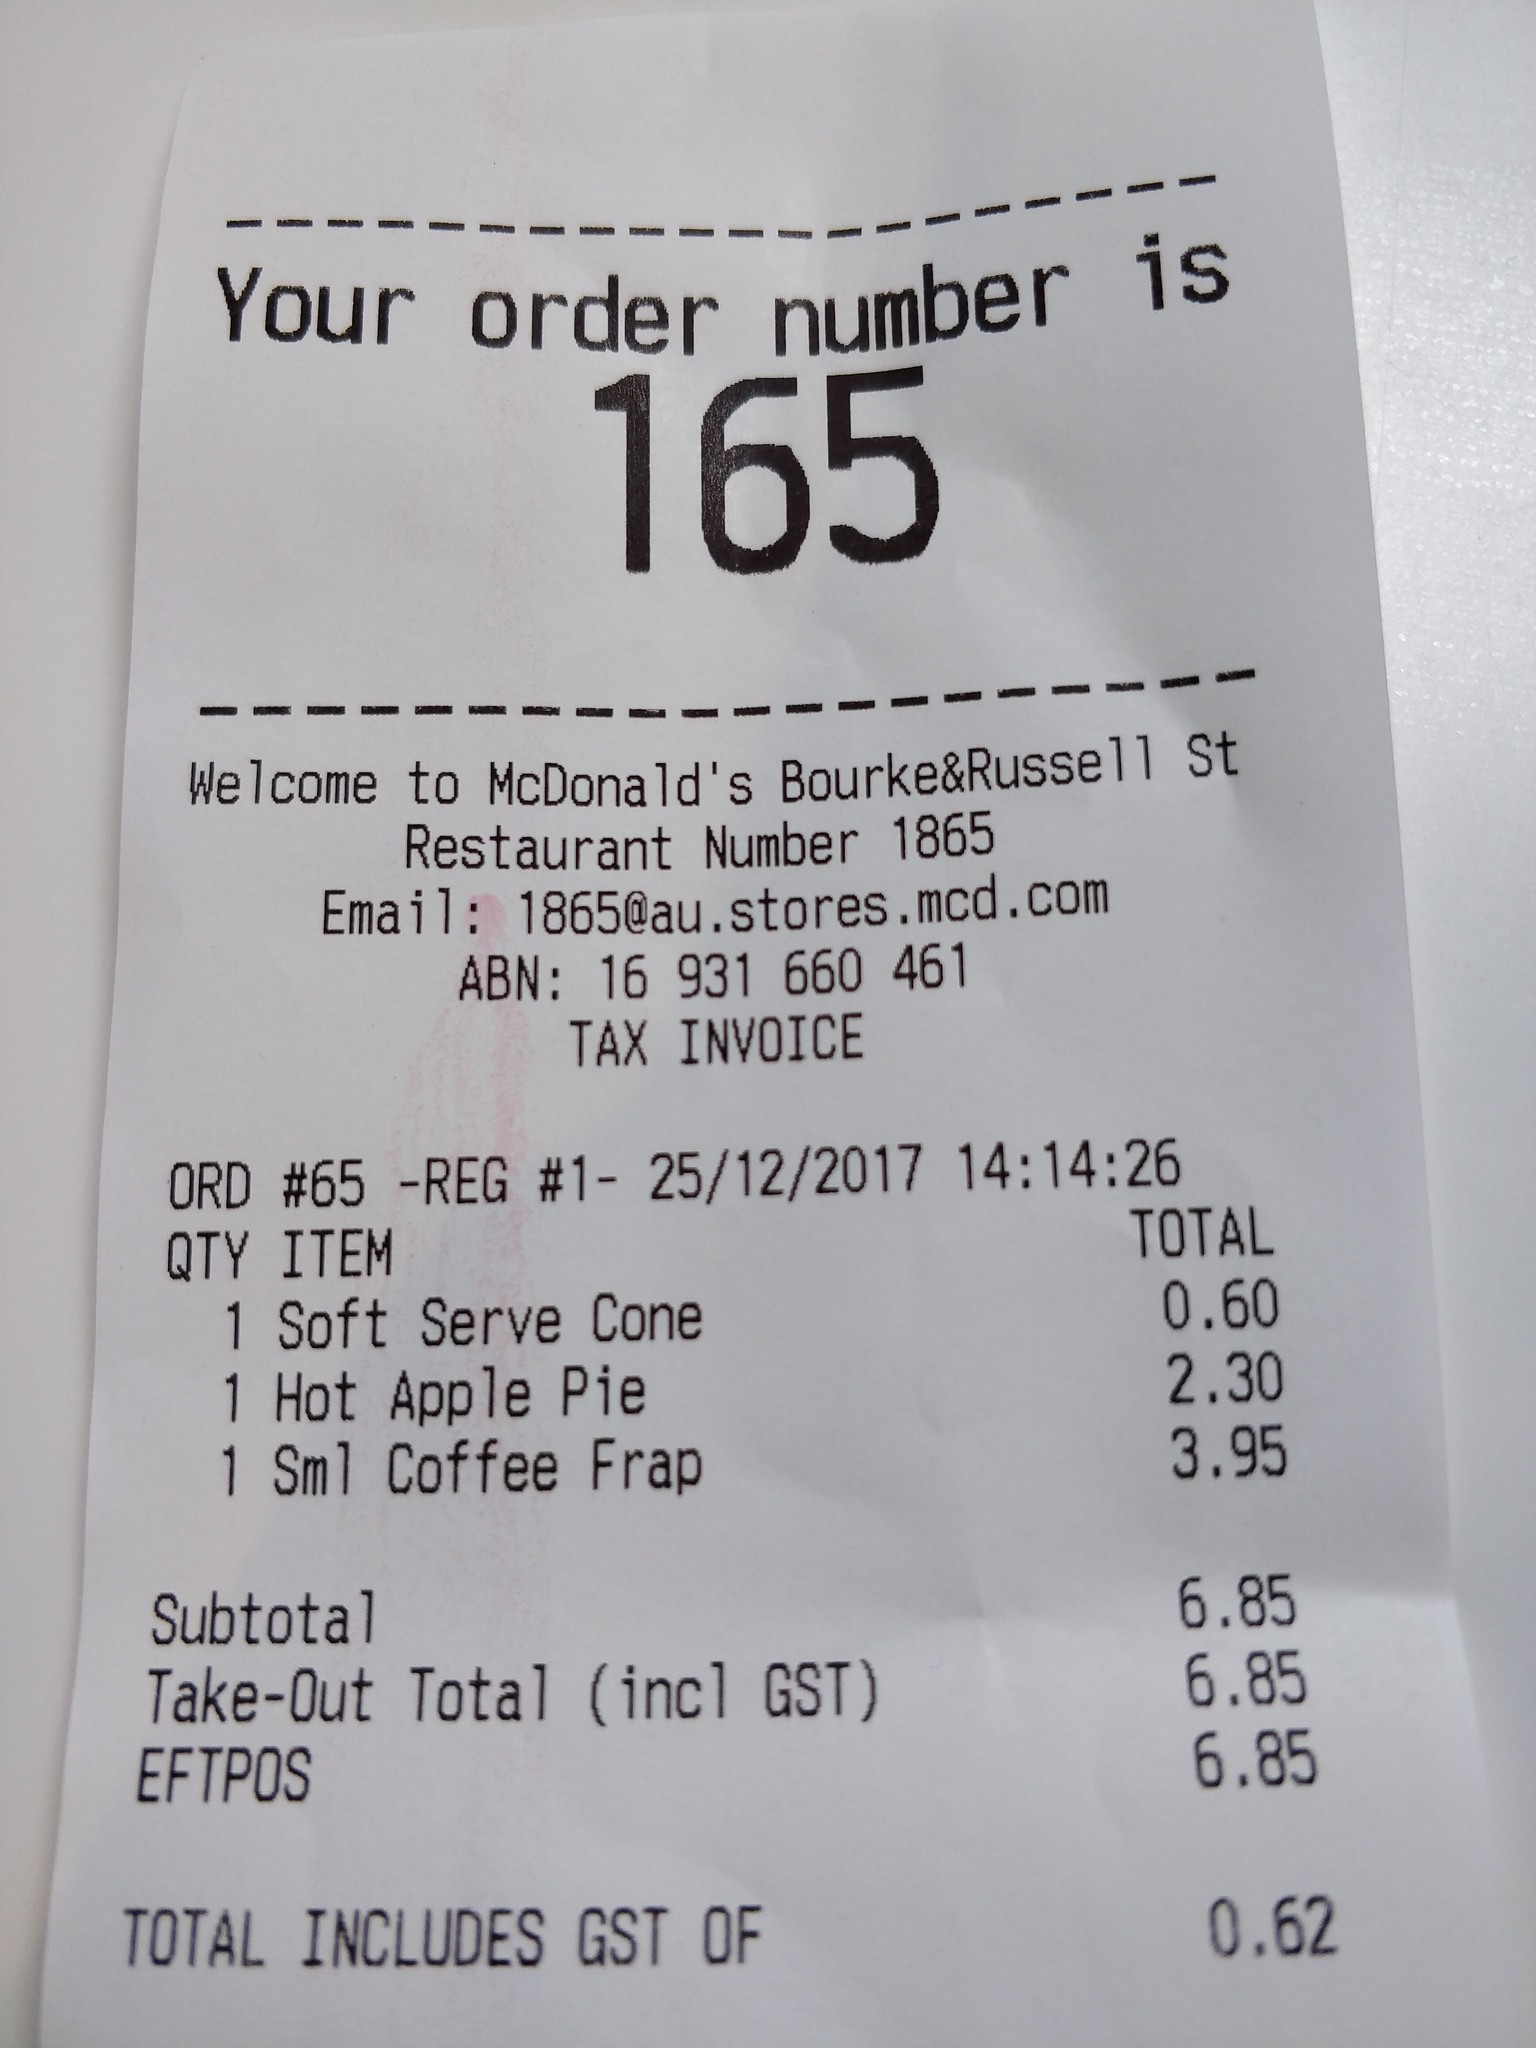 Your order number is
165
Welcome to McDonald's Bourke&Russell St
Restaurant Number 1865
Email: 1865@au.stores.mcd.com
ABN: 16 931 660 461
TAX INVOICE
ORD #65 -REG #1- 25/12/2017 14:14:26
QTY ITEM TOTAL
1 Soft Serve Cone 0.60
1 Hot Apple Pie 2.30
1 Sml Coffee Frap 3.95
Subtotal 6.85
Take-Out Total (incl GST) 6.85
EFTPOS 6.85
TOTAL INCLUDES GST OF 0.62